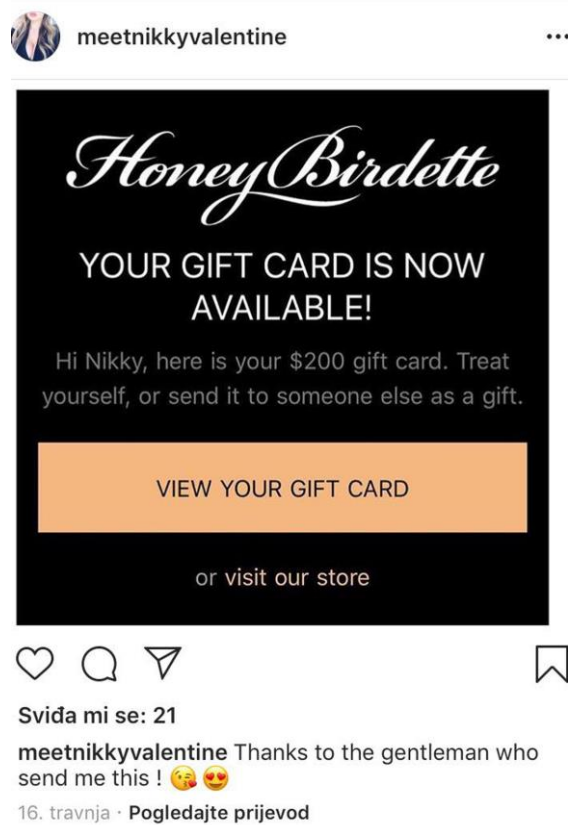 meetnikkyvalentine
Honey Birdette
YOUR GIFT CARD IS NOW
AVAILABLE!
Hi Nikky, here is your $200 gift card. Treat
yourself, or send it to someone else as a gift.
VIEW YOUR GIFT CARD
or visit our store
Sviđa mi se: 21
meetnikkyvalentine Thanks to the gentleman who
send me this ! 😘😍
16. travnja · Pogledajte prijevod